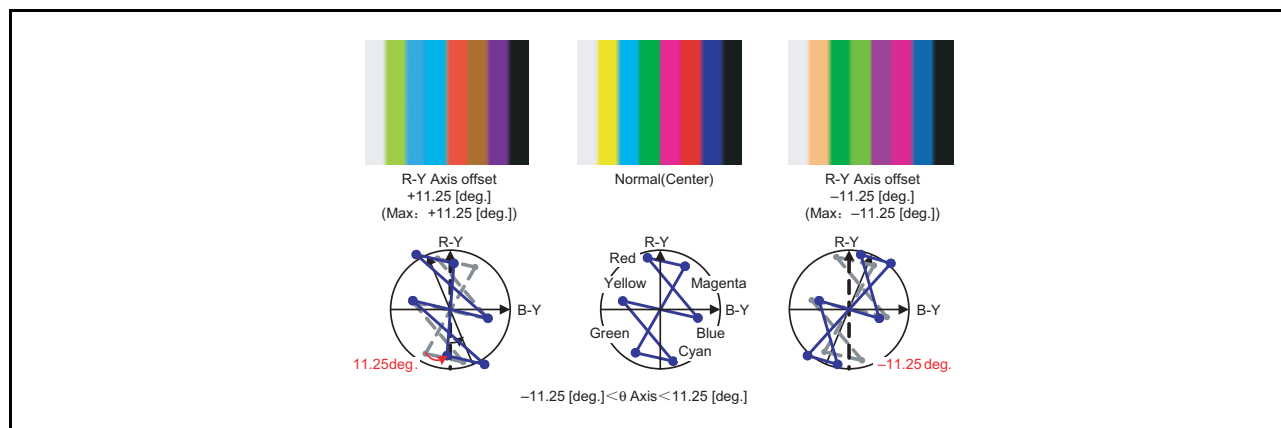 R-Y Axis offset
+11.25 [deg.]
(Max: +11.25 [deg.])
Normal(Center)
R-Y Axis offset
–11.25 [deg.]
(Max: –11.25 [deg.])
R-Y
B-Y
11.25deg.
R-Y
Red
Magenta
Yellow
B-Y
Green
Blue
Cyan
R-Y
B-Y
–11.25 deg.
–11.25 [deg.]<θ Axis<11.25 [deg.]